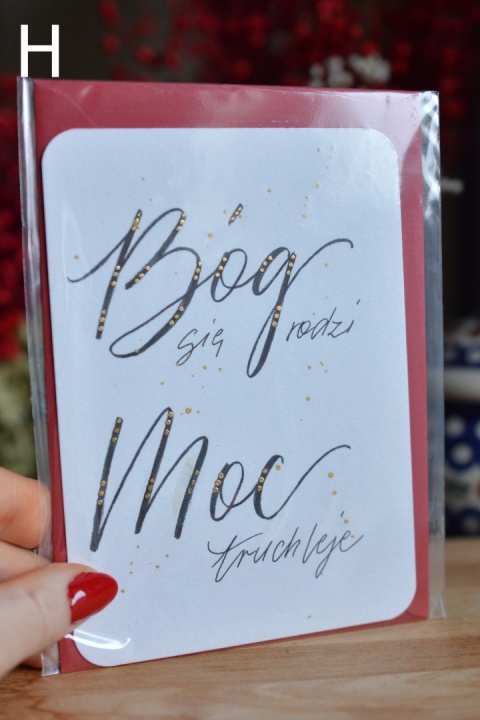 H
Bóg
się rodzi
Moc
truchleje